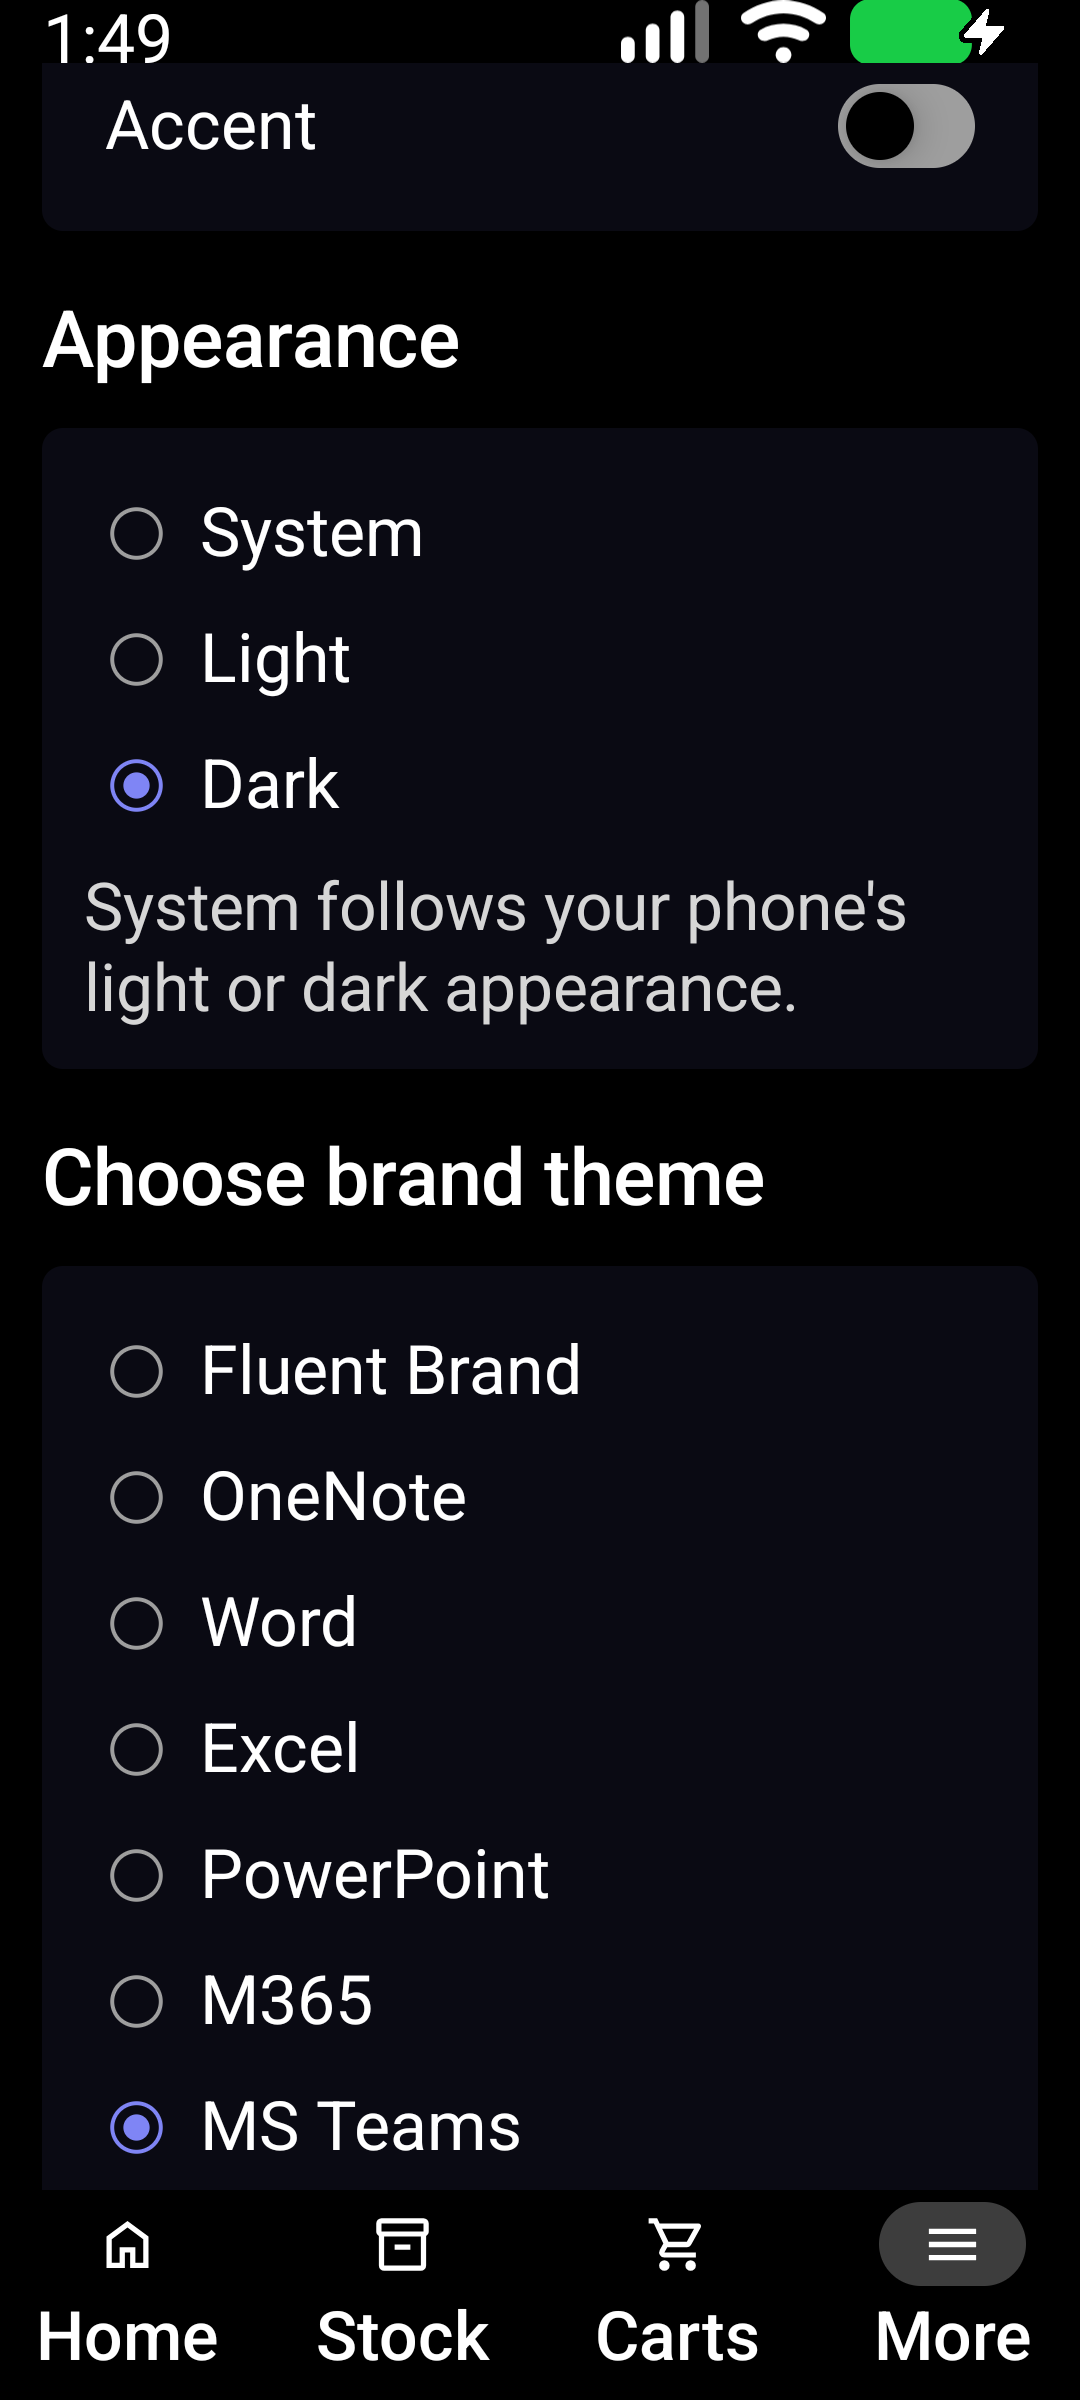 1:49
Accent
Appearance
System
Light
Dark
System follows your phone's
light or dark appearance.
Choose brand theme
Fluent Brand
OneNote
Word
Excel
PowerPoint
M365
MS Teams
Home
Stock
Carts
More